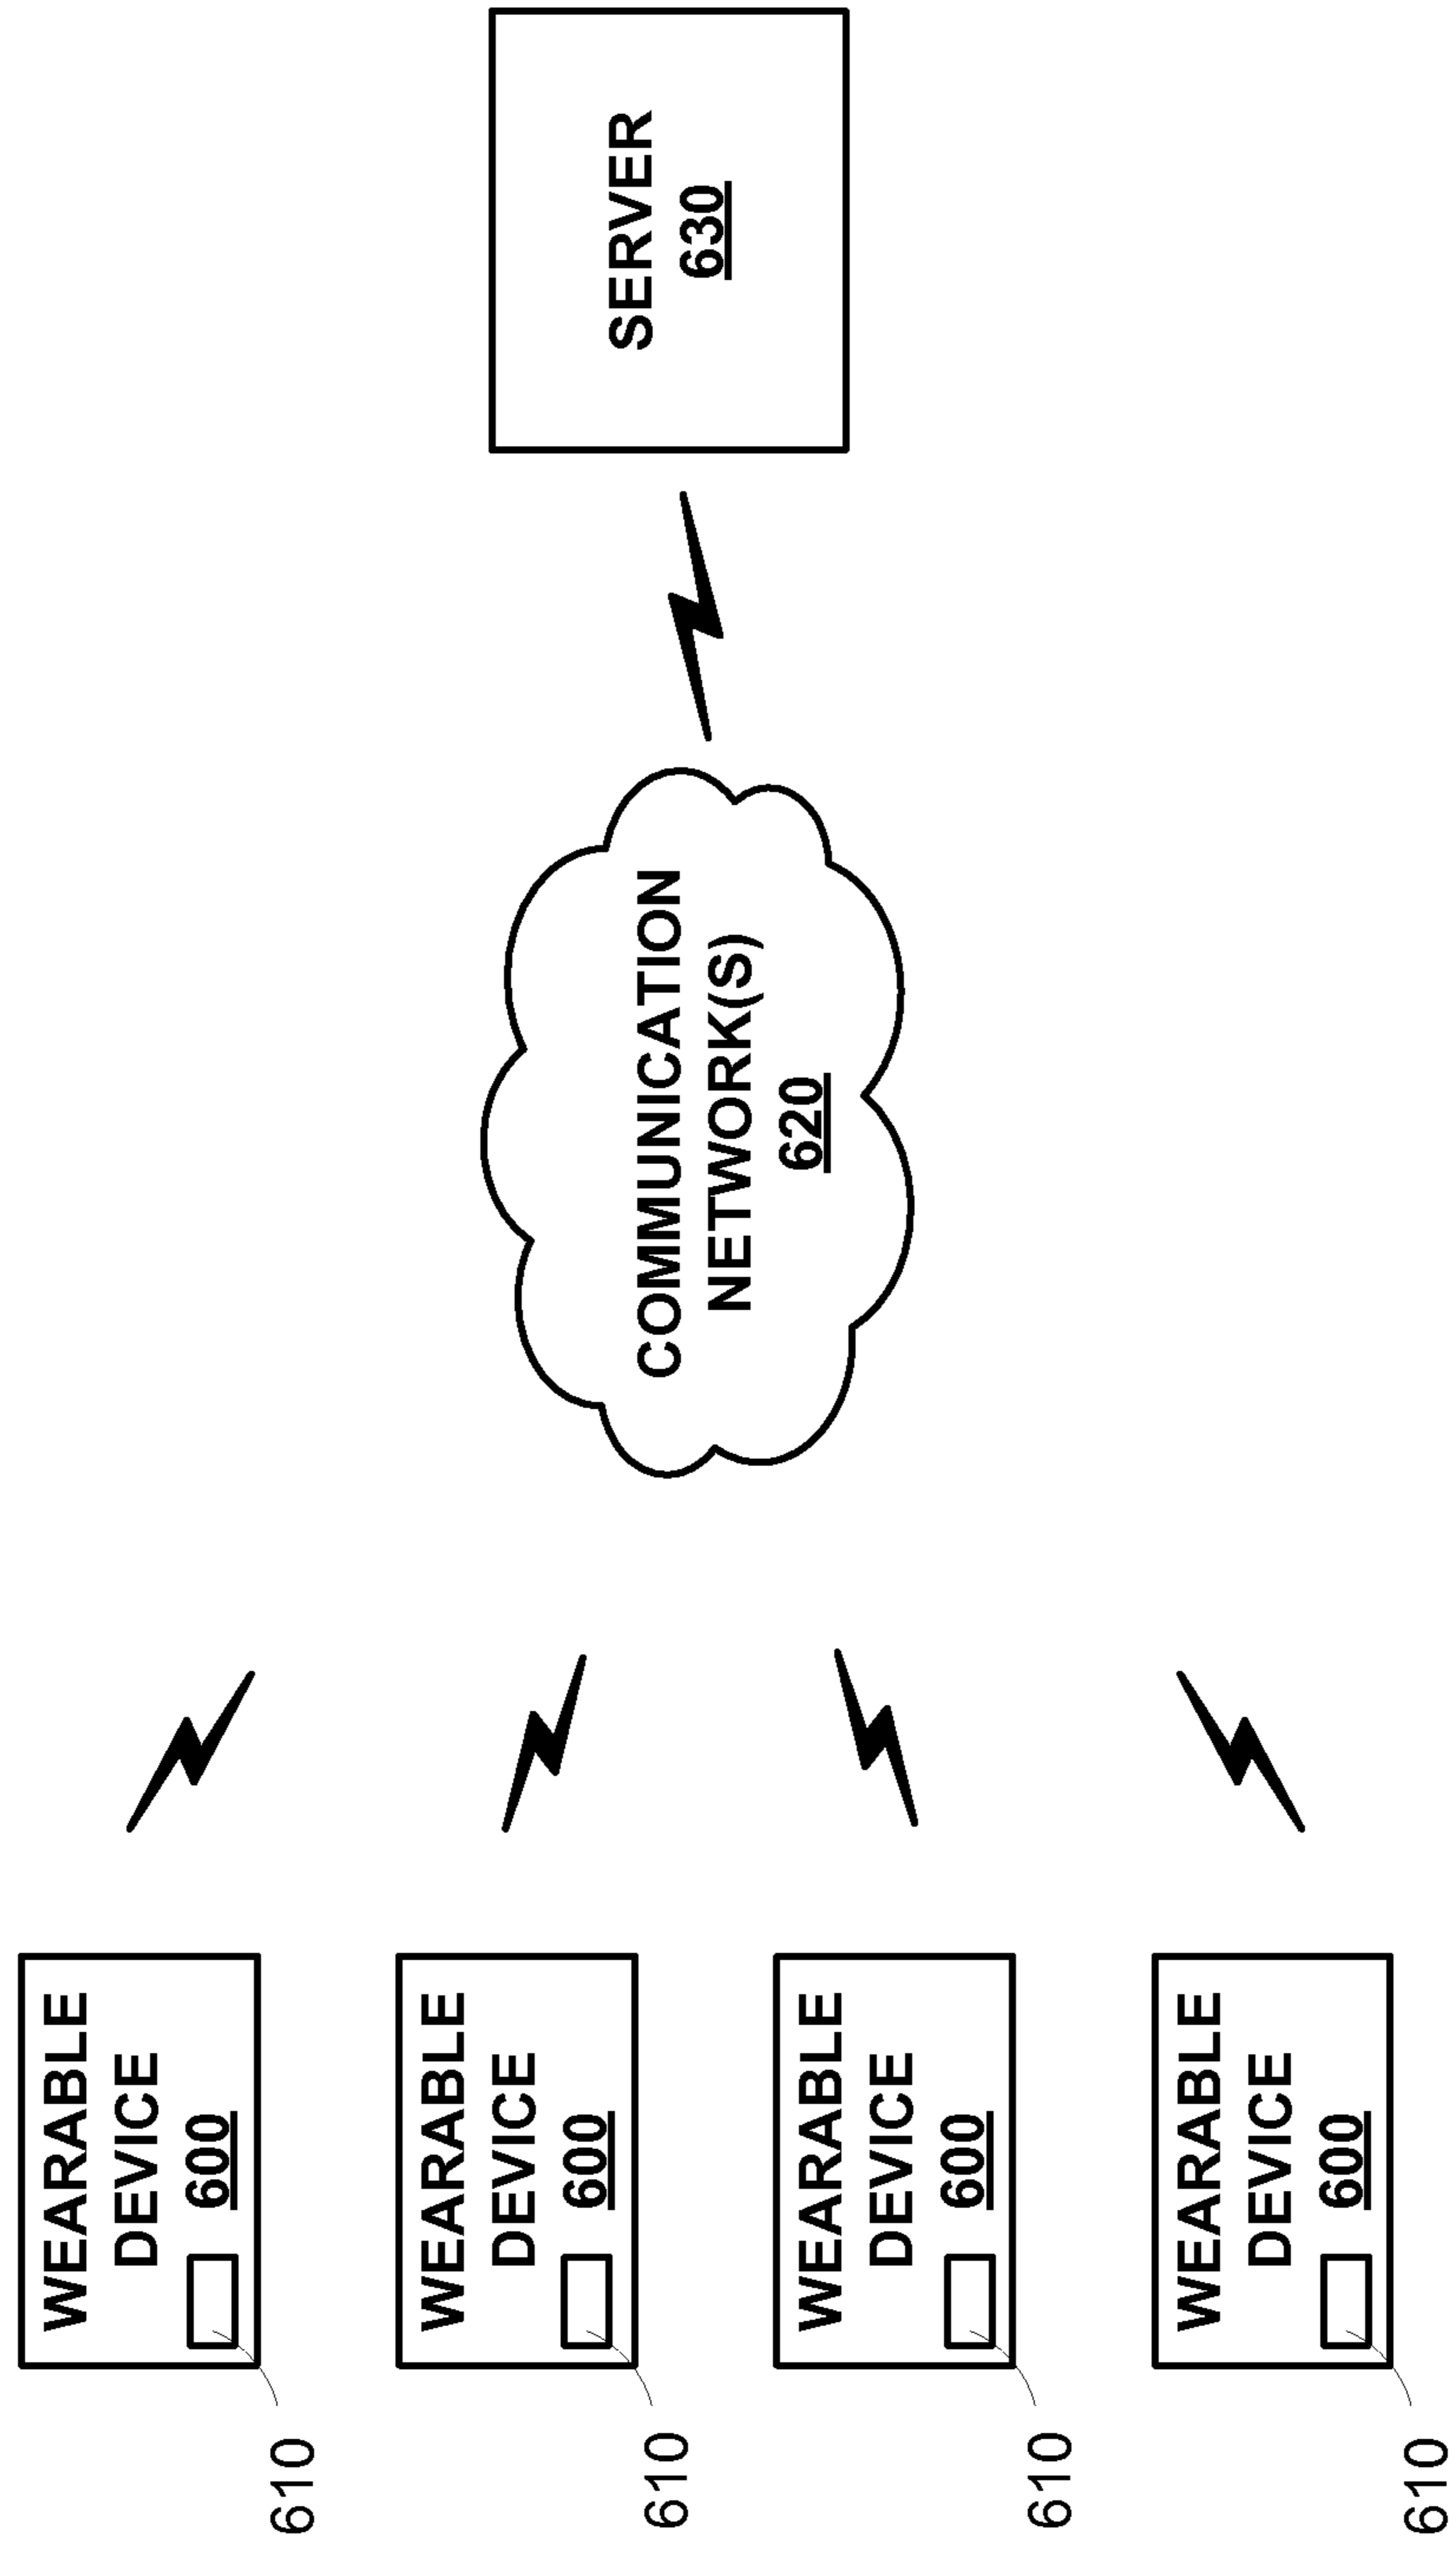 WEARABLE
DEVICE
600
610
WEARABLE
DEVICE
600
610
WEARABLE
DEVICE
600
610
WEARABLE
DEVICE
600
610
COMMUNICATION
NETWORK(S)
620
SERVER
630